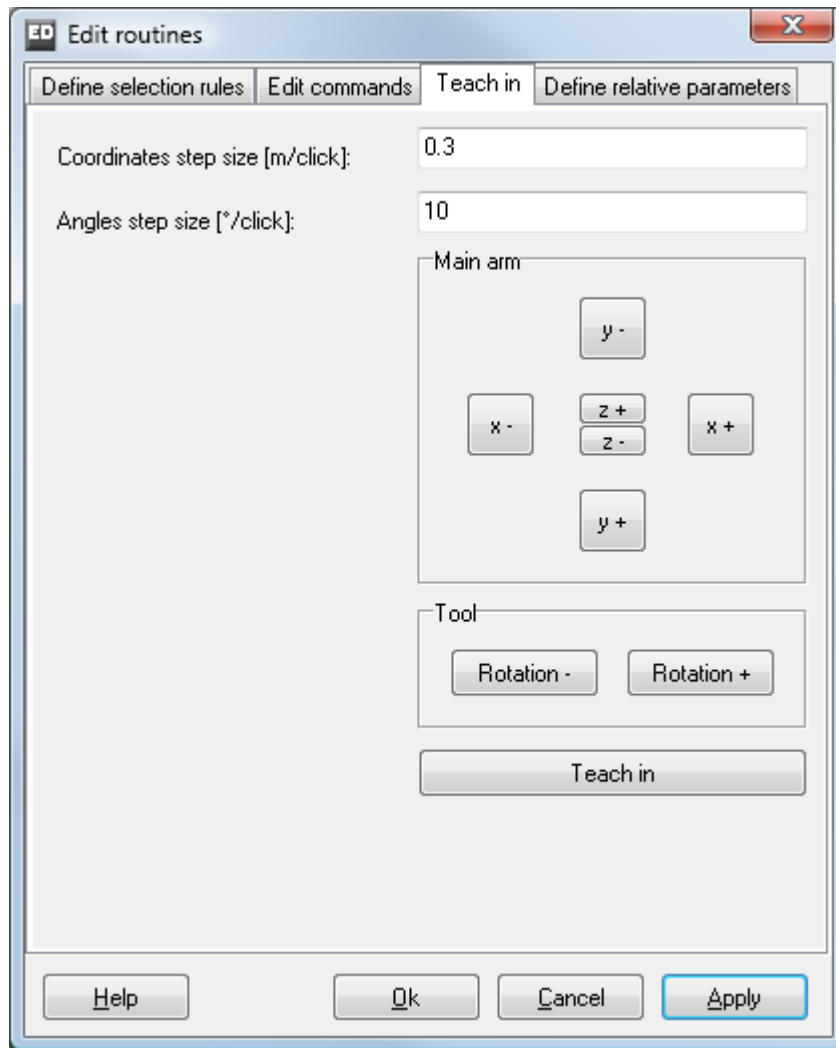 ED Edit routines
Define selection rules Edit commands Teach in Define relative parameters
Coordinates step size [m/click]: 0.3
Angles step size [°/click]: 10
Main arm
y -
x - z + x +
z -
y +
Tool
Rotation - Rotation +
Teach in
Help Ok Cancel Apply